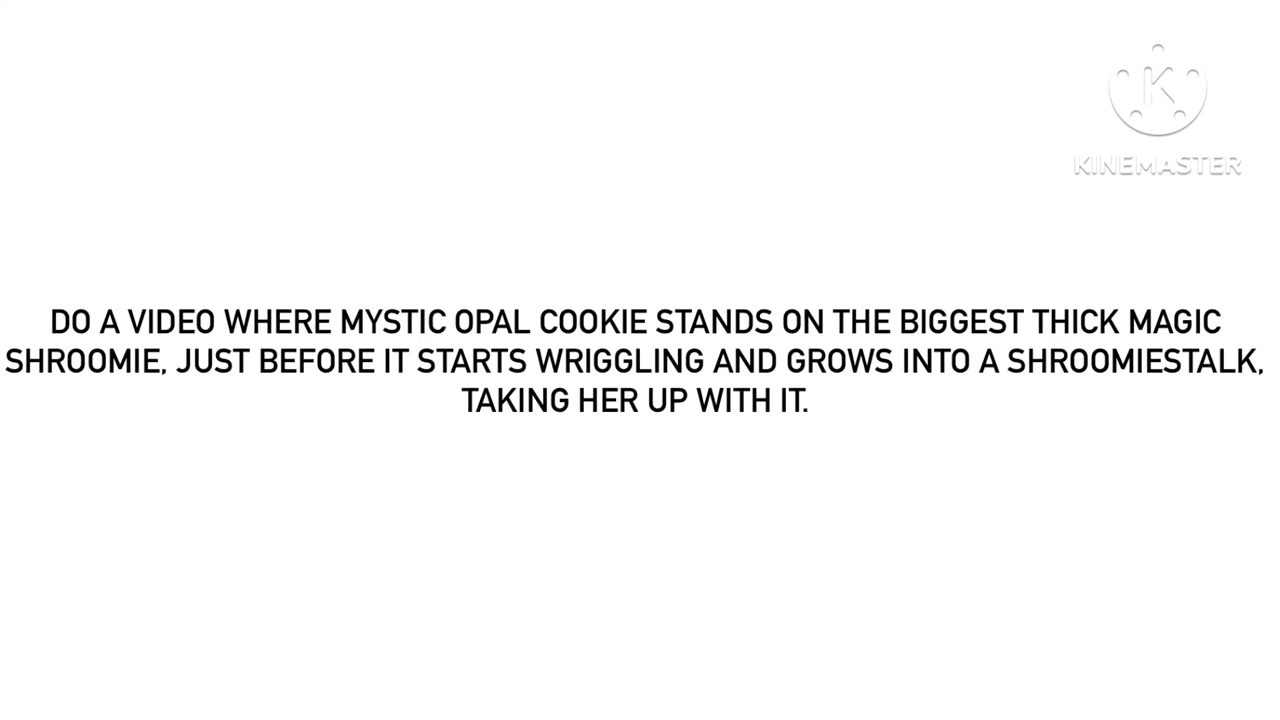 KINEMASTER
DO A VIDEO WHERE MYSTIC OPAL COOKIE STANDS ON THE BIGGEST THICK MAGIC
SHROOMIE, JUST BEFORE IT STARTS WRIGGLING AND GROWS INTO A SHROOMIESTALK,
TAKING HER UP WITH IT.